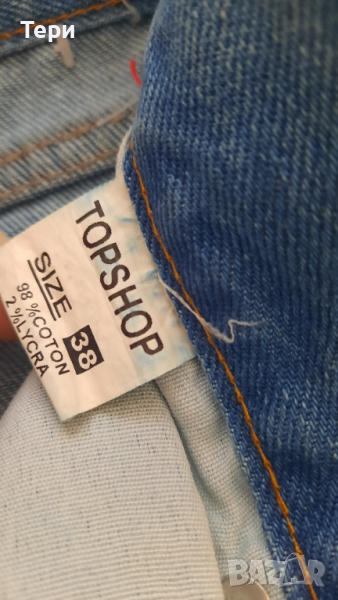 Тери
TOPSHOP
SIZE 38
98%COTON
2%LYCRA
BAZAR